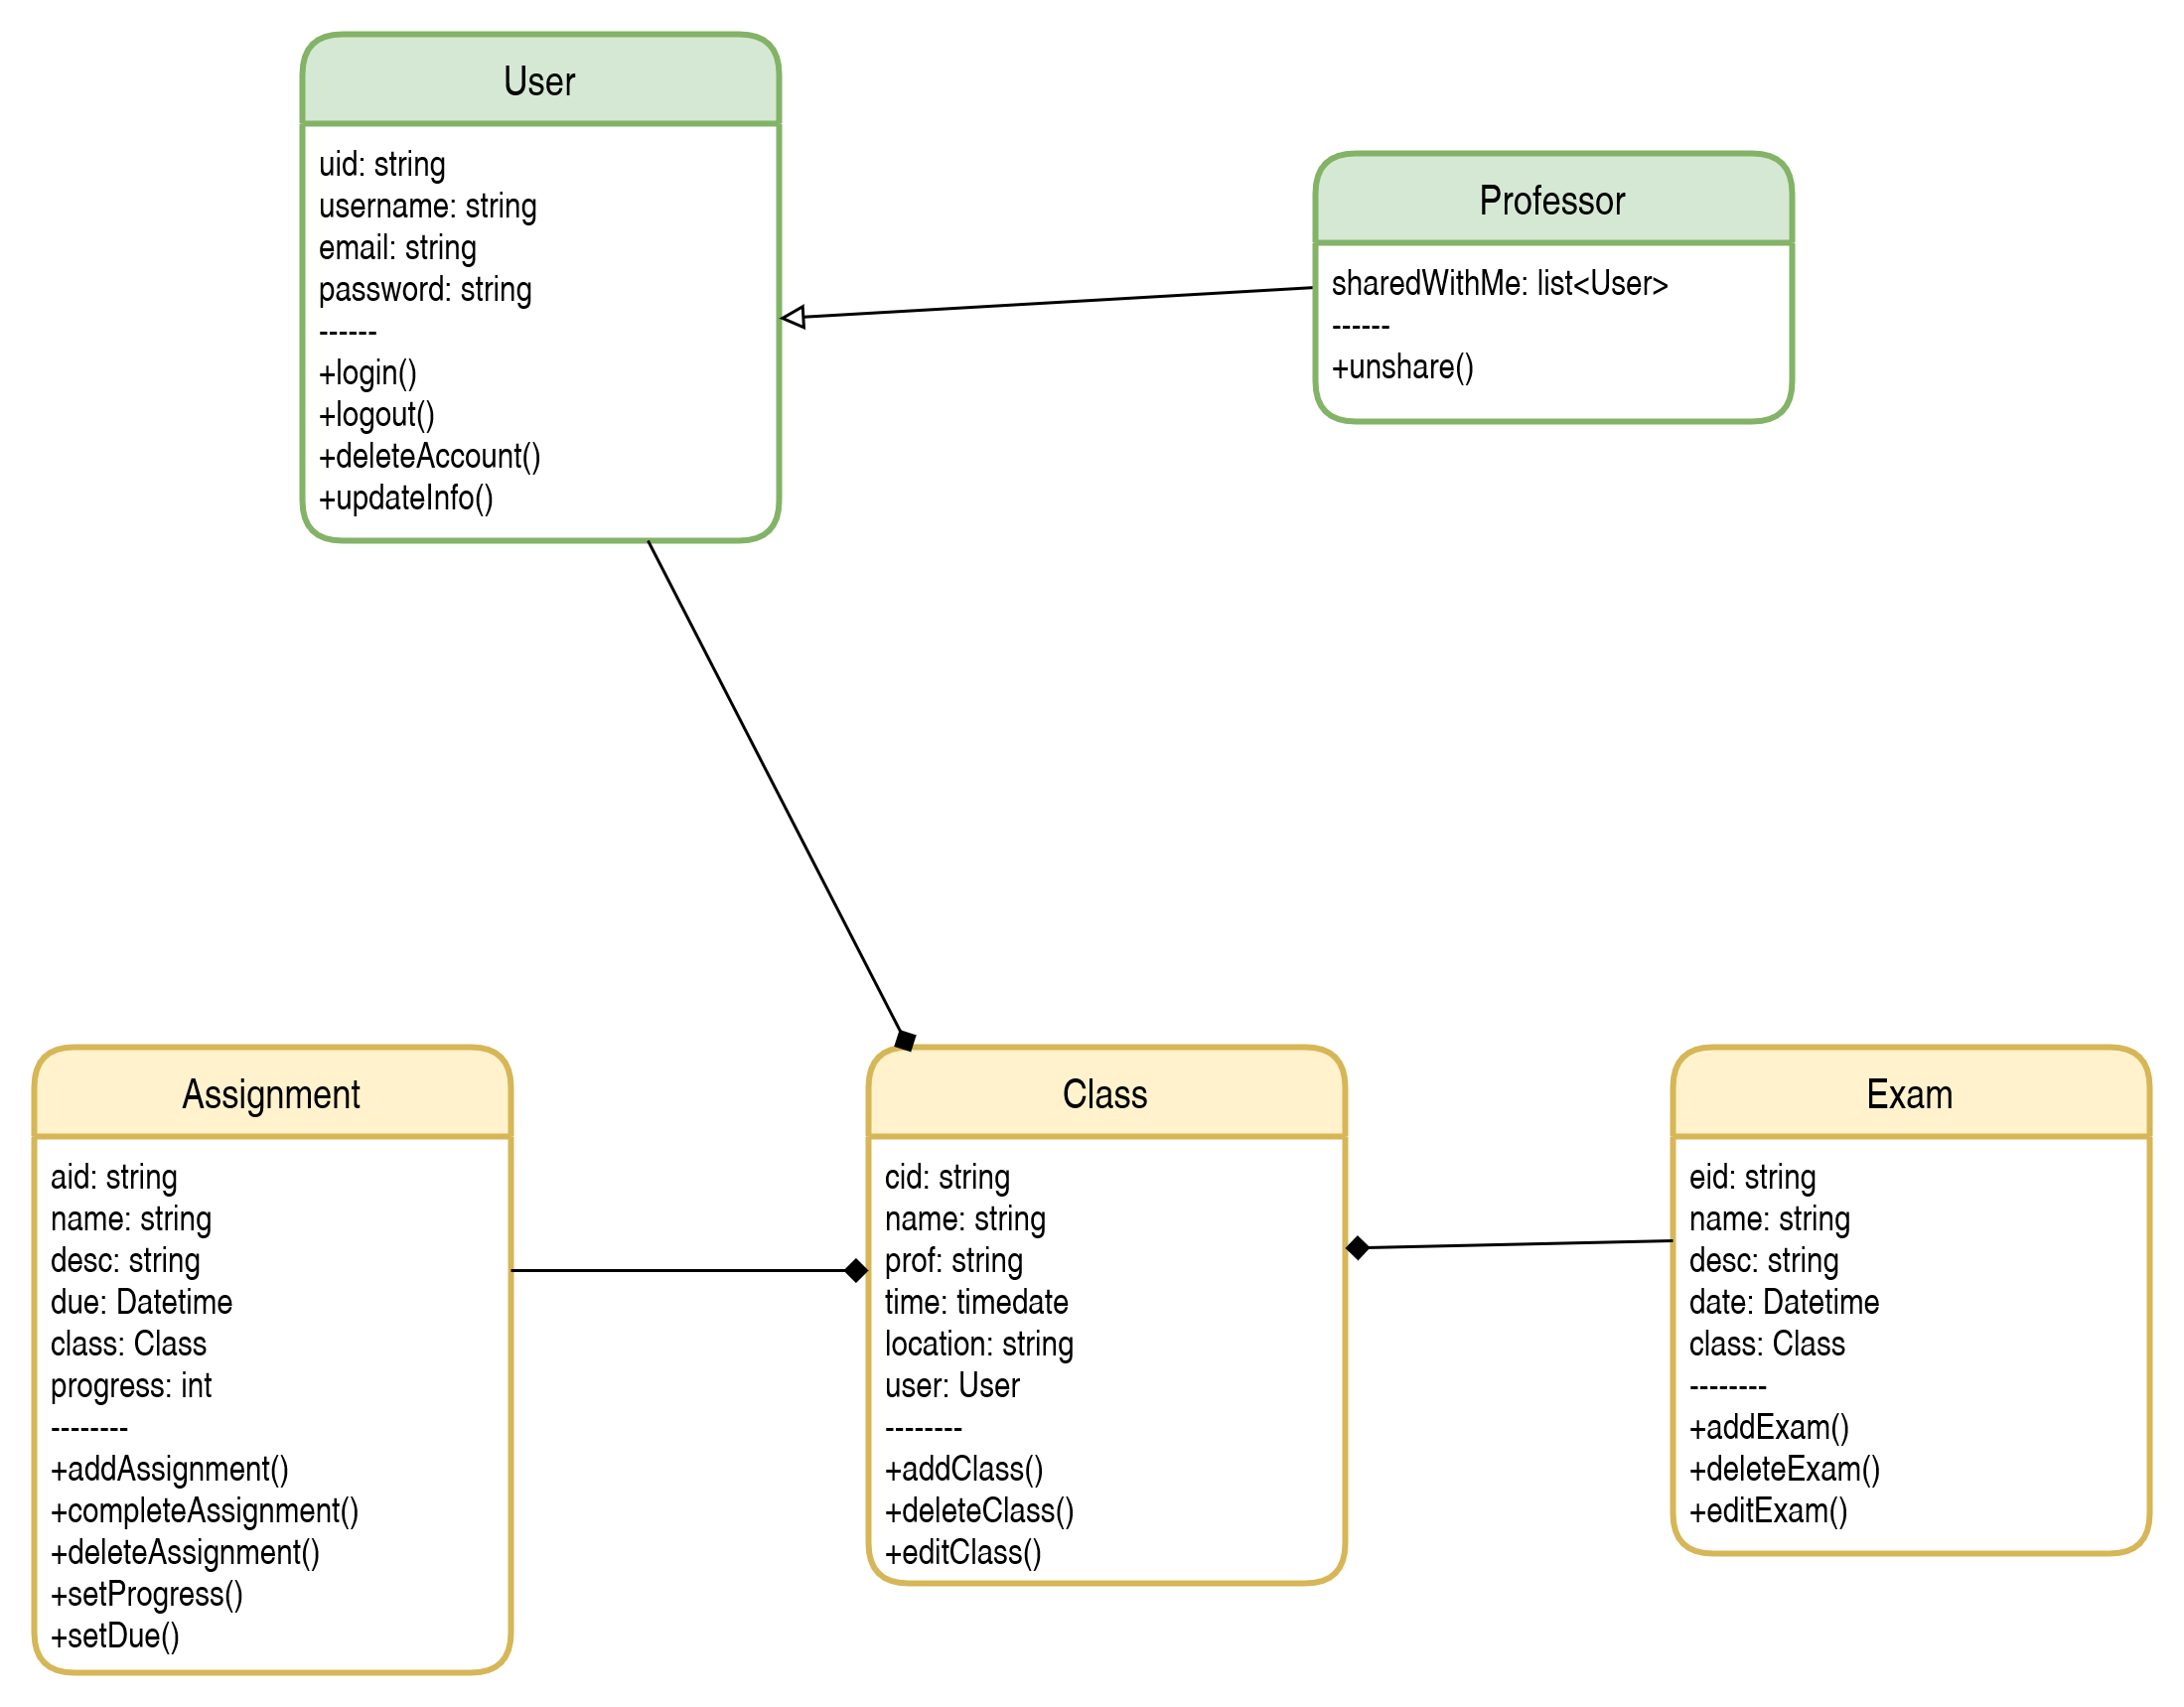 User
uid: string
username: string
email: string
password: string
------
+login()
+logout()
+deleteAccount()
+updateInfo()
Professor
sharedWithMe: list<User>
------
+unshare()
Assignment
aid: string
name: string
desc: string
due: Datetime
class: Class
progress: int
--------
+addAssignment()
+completeAssignment()
+deleteAssignment()
+setProgress()
+setDue()
Class
cid: string
name: string
prof: string
time: timedate
location: string
user: User
--------
+addClass()
+deleteClass()
+editClass()
Exam
eid: string
name: string
desc: string
date: Datetime
class: Class
--------
+addExam()
+deleteExam()
+editExam()